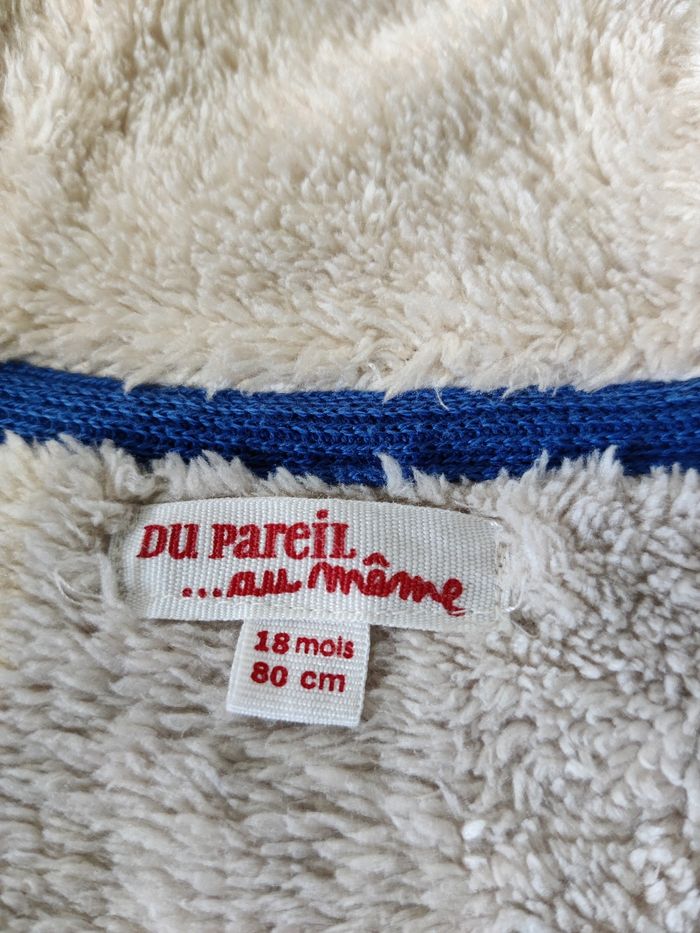 DU PAREIL
...au même
18 mois
80 cm